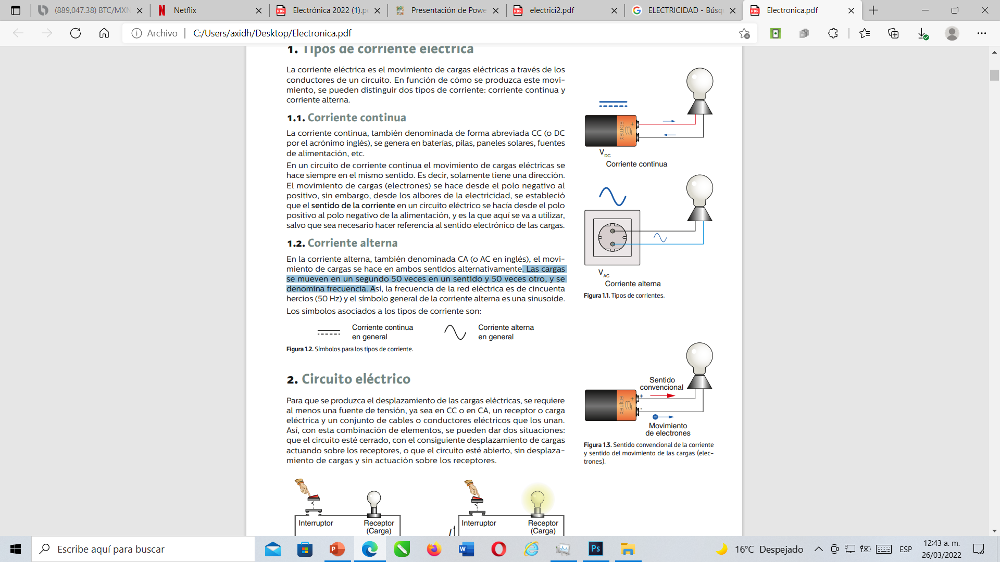 (889,047.38) BTC/MXN
Netflix
Electrónica 2022 (1).p
Presentación de Powe
electrici2.pdf
ELECTRICIDAD - Búsq
Electronica.pdf
Archivo
C:/Users/axidh/Desktop/Electronica.pdf
1. Tipos de corriente eléctrica
La corriente eléctrica es el movimiento de cargas eléctricas a través de los
conductores de un circuito. En función de cómo se produzca este movi-
miento, se pueden distinguir dos tipos de corriente: corriente continua y
corriente alterna.
1.1. Corriente continua
La corriente continua, también denominada de forma abreviada CC (o DC
por el acrónimo inglés), se genera en baterías, pilas, paneles solares, fuentes
de alimentación, etc.
En un circuito de corriente continua el movimiento de cargas eléctricas se
hace siempre en el mismo sentido. Es decir, solamente tiene una dirección.
El movimiento de cargas (electrones) se hace desde el polo negativo al
positivo, sin embargo, desde los albores de la electricidad, se estableció
que el sentido de la corriente en un circuito eléctrico se hacía desde el polo
positivo al polo negativo de la alimentación, y es la que aquí se va a utilizar,
salvo que sea necesario hacer referencia al sentido electrónico de las cargas.
1.2. Corriente alterna
En la corriente alterna, también denominada CA (o AC en inglés), el movi-
miento de cargas se hace en ambos sentidos alternativamente. Las cargas
se mueven en un segundo 50 veces en un sentido y 50 veces otro, y se
denomina frecuencia. Así, la frecuencia de la red eléctrica es de cincuenta
hercios (50 Hz) y el símbolo general de la corriente alterna es una sinusoide.
Los símbolos asociados a los tipos de corriente son:
Corriente continua
en general
Corriente alterna
en general
Figura 1.2. Símbolos para los tipos de corriente.
2. Circuito eléctrico
Para que se produzca el desplazamiento de las cargas eléctricas, se requiere
al menos una fuente de tensión, ya sea en CC o en CA, un receptor o carga
eléctrica y un conjunto de cables o conductores eléctricos que los unan.
Así, con esta combinación de elementos, se pueden dar dos situaciones:
que el circuito esté cerrado, con el consiguiente desplazamiento de cargas
actuando sobre los receptores, o que el circuito esté abierto, sin desplaza-
miento de cargas y sin actuación sobre los receptores.
Interruptor
Receptor
(Carga)
I
Interruptor
Receptor
(Carga)
+
EDITEX
VDC
Corriente continua
VAC
Corriente alterna
Figura 1.1. Tipos de corrientes.
Sentido
convencional
+
+
EDITEX
-
Movimiento
de electrones
Figura 1.3. Sentido convencional de la corriente
y sentido del movimiento de las cargas (elec-
trones).
Escribe aquí para buscar
Ps
16°C Despejado
ESP
12:43 a. m.
26/03/2022